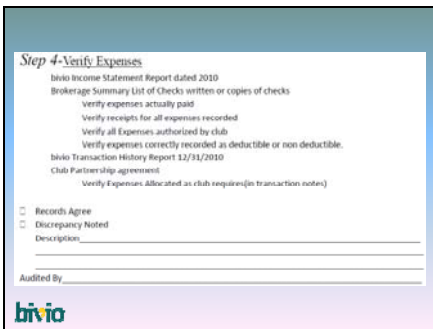 Step 4-Verify Expenses
bivio Income Statement Report dated 2010
Brokerage Summary List of Checks written or copies of checks
Verify expenses actually paid
Verify receipts for all expenses recorded
Verify all Expenses authorized by club
Verify expenses correctly recorded as deductible or non deductible.
bivio Transaction History Report 12/31/2010
Club Partnership agreement
Verify Expenses Allocated as club requires(in transaction notes)
Records Agree
Discrepancy Noted
Description
Audited By
bivio